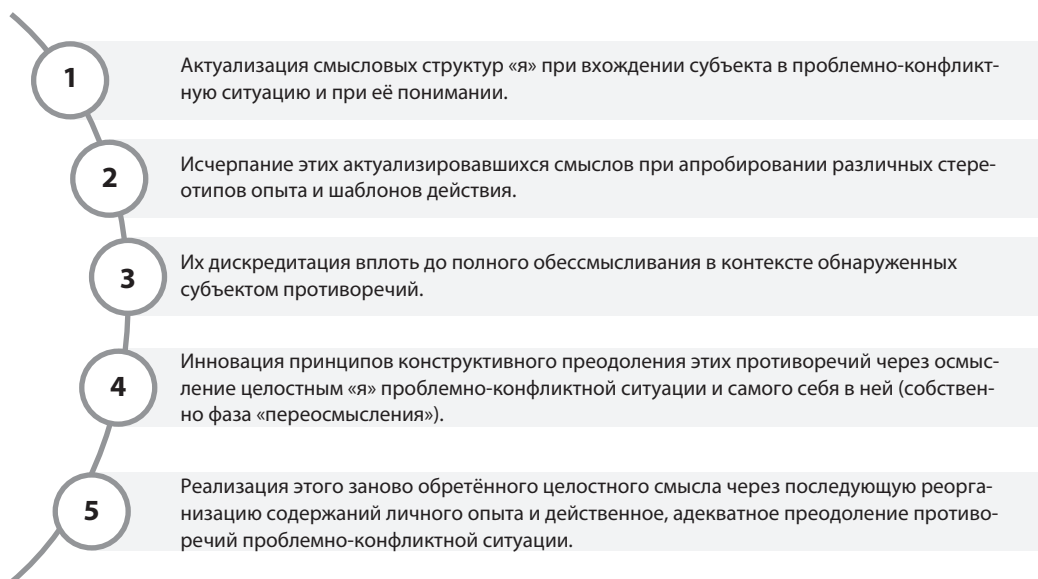 1
Актуализация смысловых структур «я» при вхождении субъекта в проблемно-конфликт-
ную ситуацию и при её понимании.
2
Исчерпание этих актуализировавшихся смыслов при апробировании различных стере-
отипов опыта и шаблонов действия.
3
Их дискредитация вплоть до полного обессмысливания в контексте обнаруженных
субъектом противоречий.
4
Инновация принципов конструктивного преодоления этих противоречий через осмыс-
ление целостным «я» проблемно-конфликтной ситуации и самого себя в ней (собствен-
но фаза «переосмысления»).
5
Реализация этого заново обретённого целостного смысла через последующую реорга-
низацию содержаний личного опыта и действенное, адекватное преодоление противо-
речий проблемно-конфликтной ситуации.